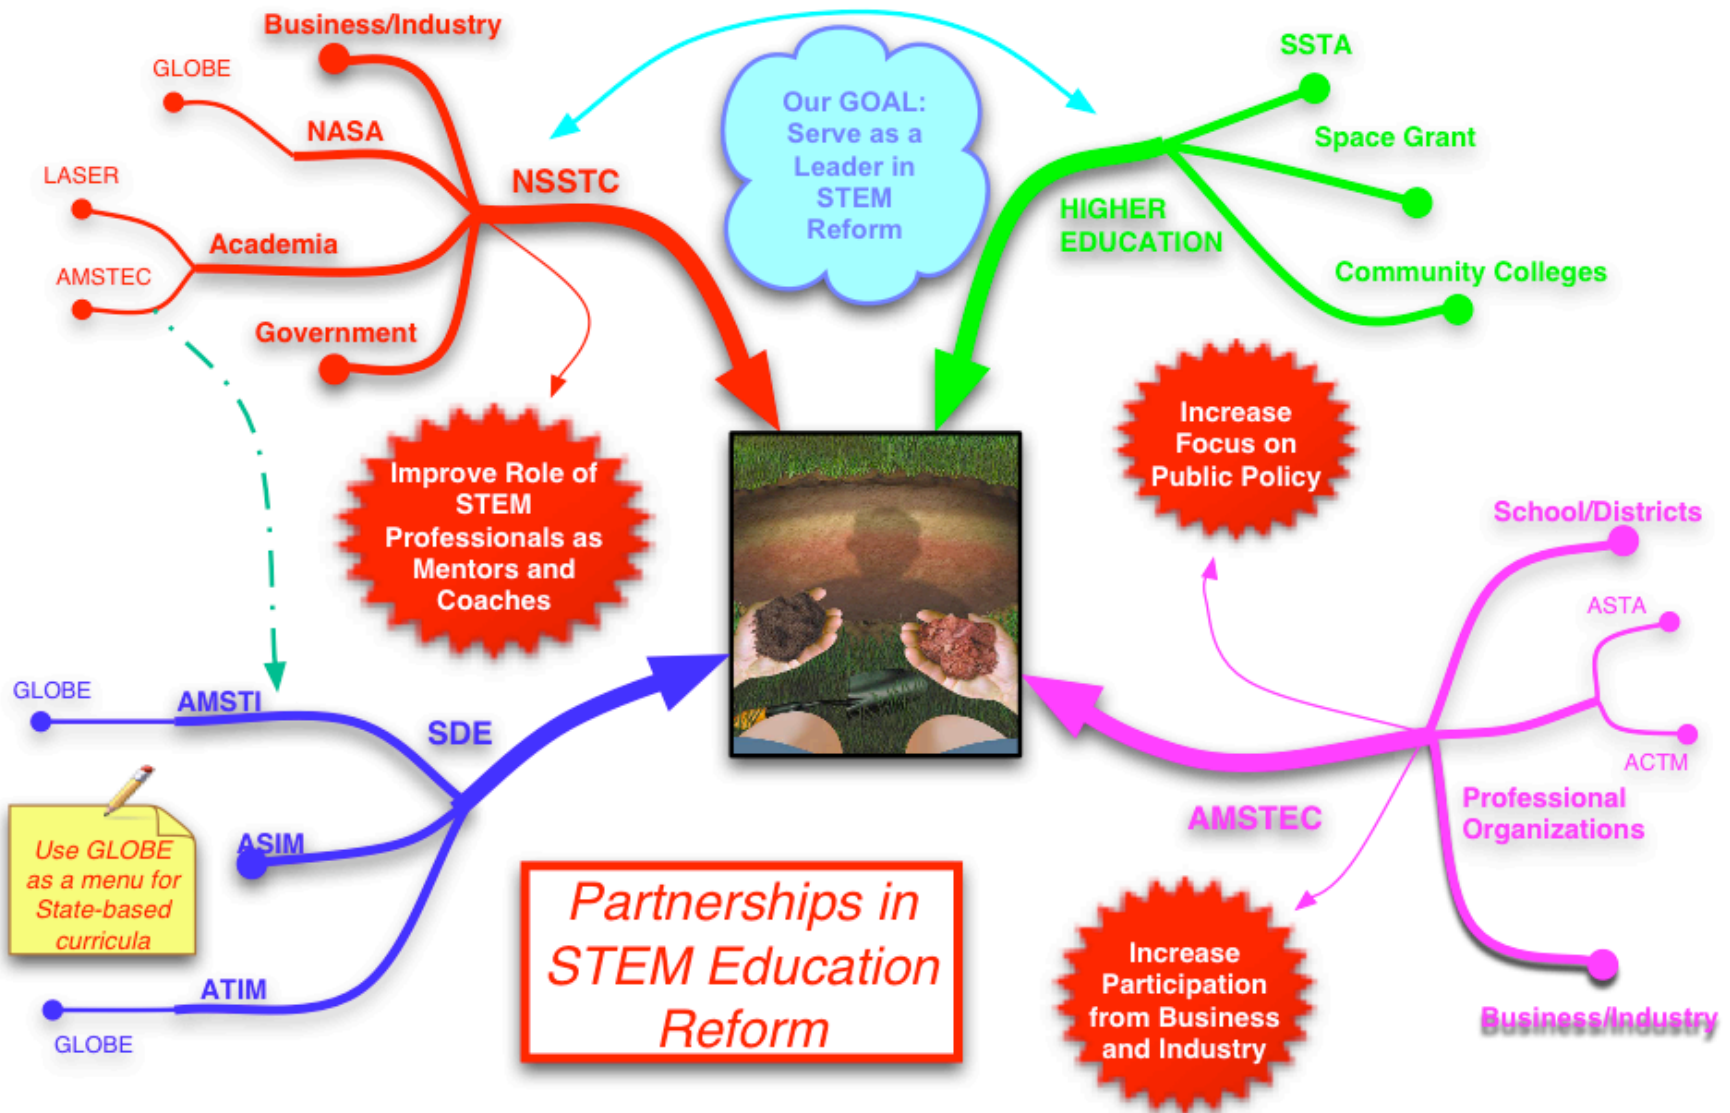 Business/Industry
GLOBE
NASA
LASER
Academia
AMSTEC
Government
NSSTC
Our GOAL:
Serve as a
Leader in
STEM
Reform
SSTA
Space Grant
HIGHER
EDUCATION
Community Colleges
Improve Role of
STEM
Professionals as
Mentors and
Coaches
Increase
Focus on
Public Policy
School/Districts
ASTA
ACTM
Professional
Organizations
AMSTEC
Business/Industry
Increase
Participation
from Business
and Industry
GLOBE
AMSTI
SDE
ASIM
Use GLOBE
as a menu for
State-based
curricula
ATIM
GLOBE
Partnerships in
STEM Education
Reform